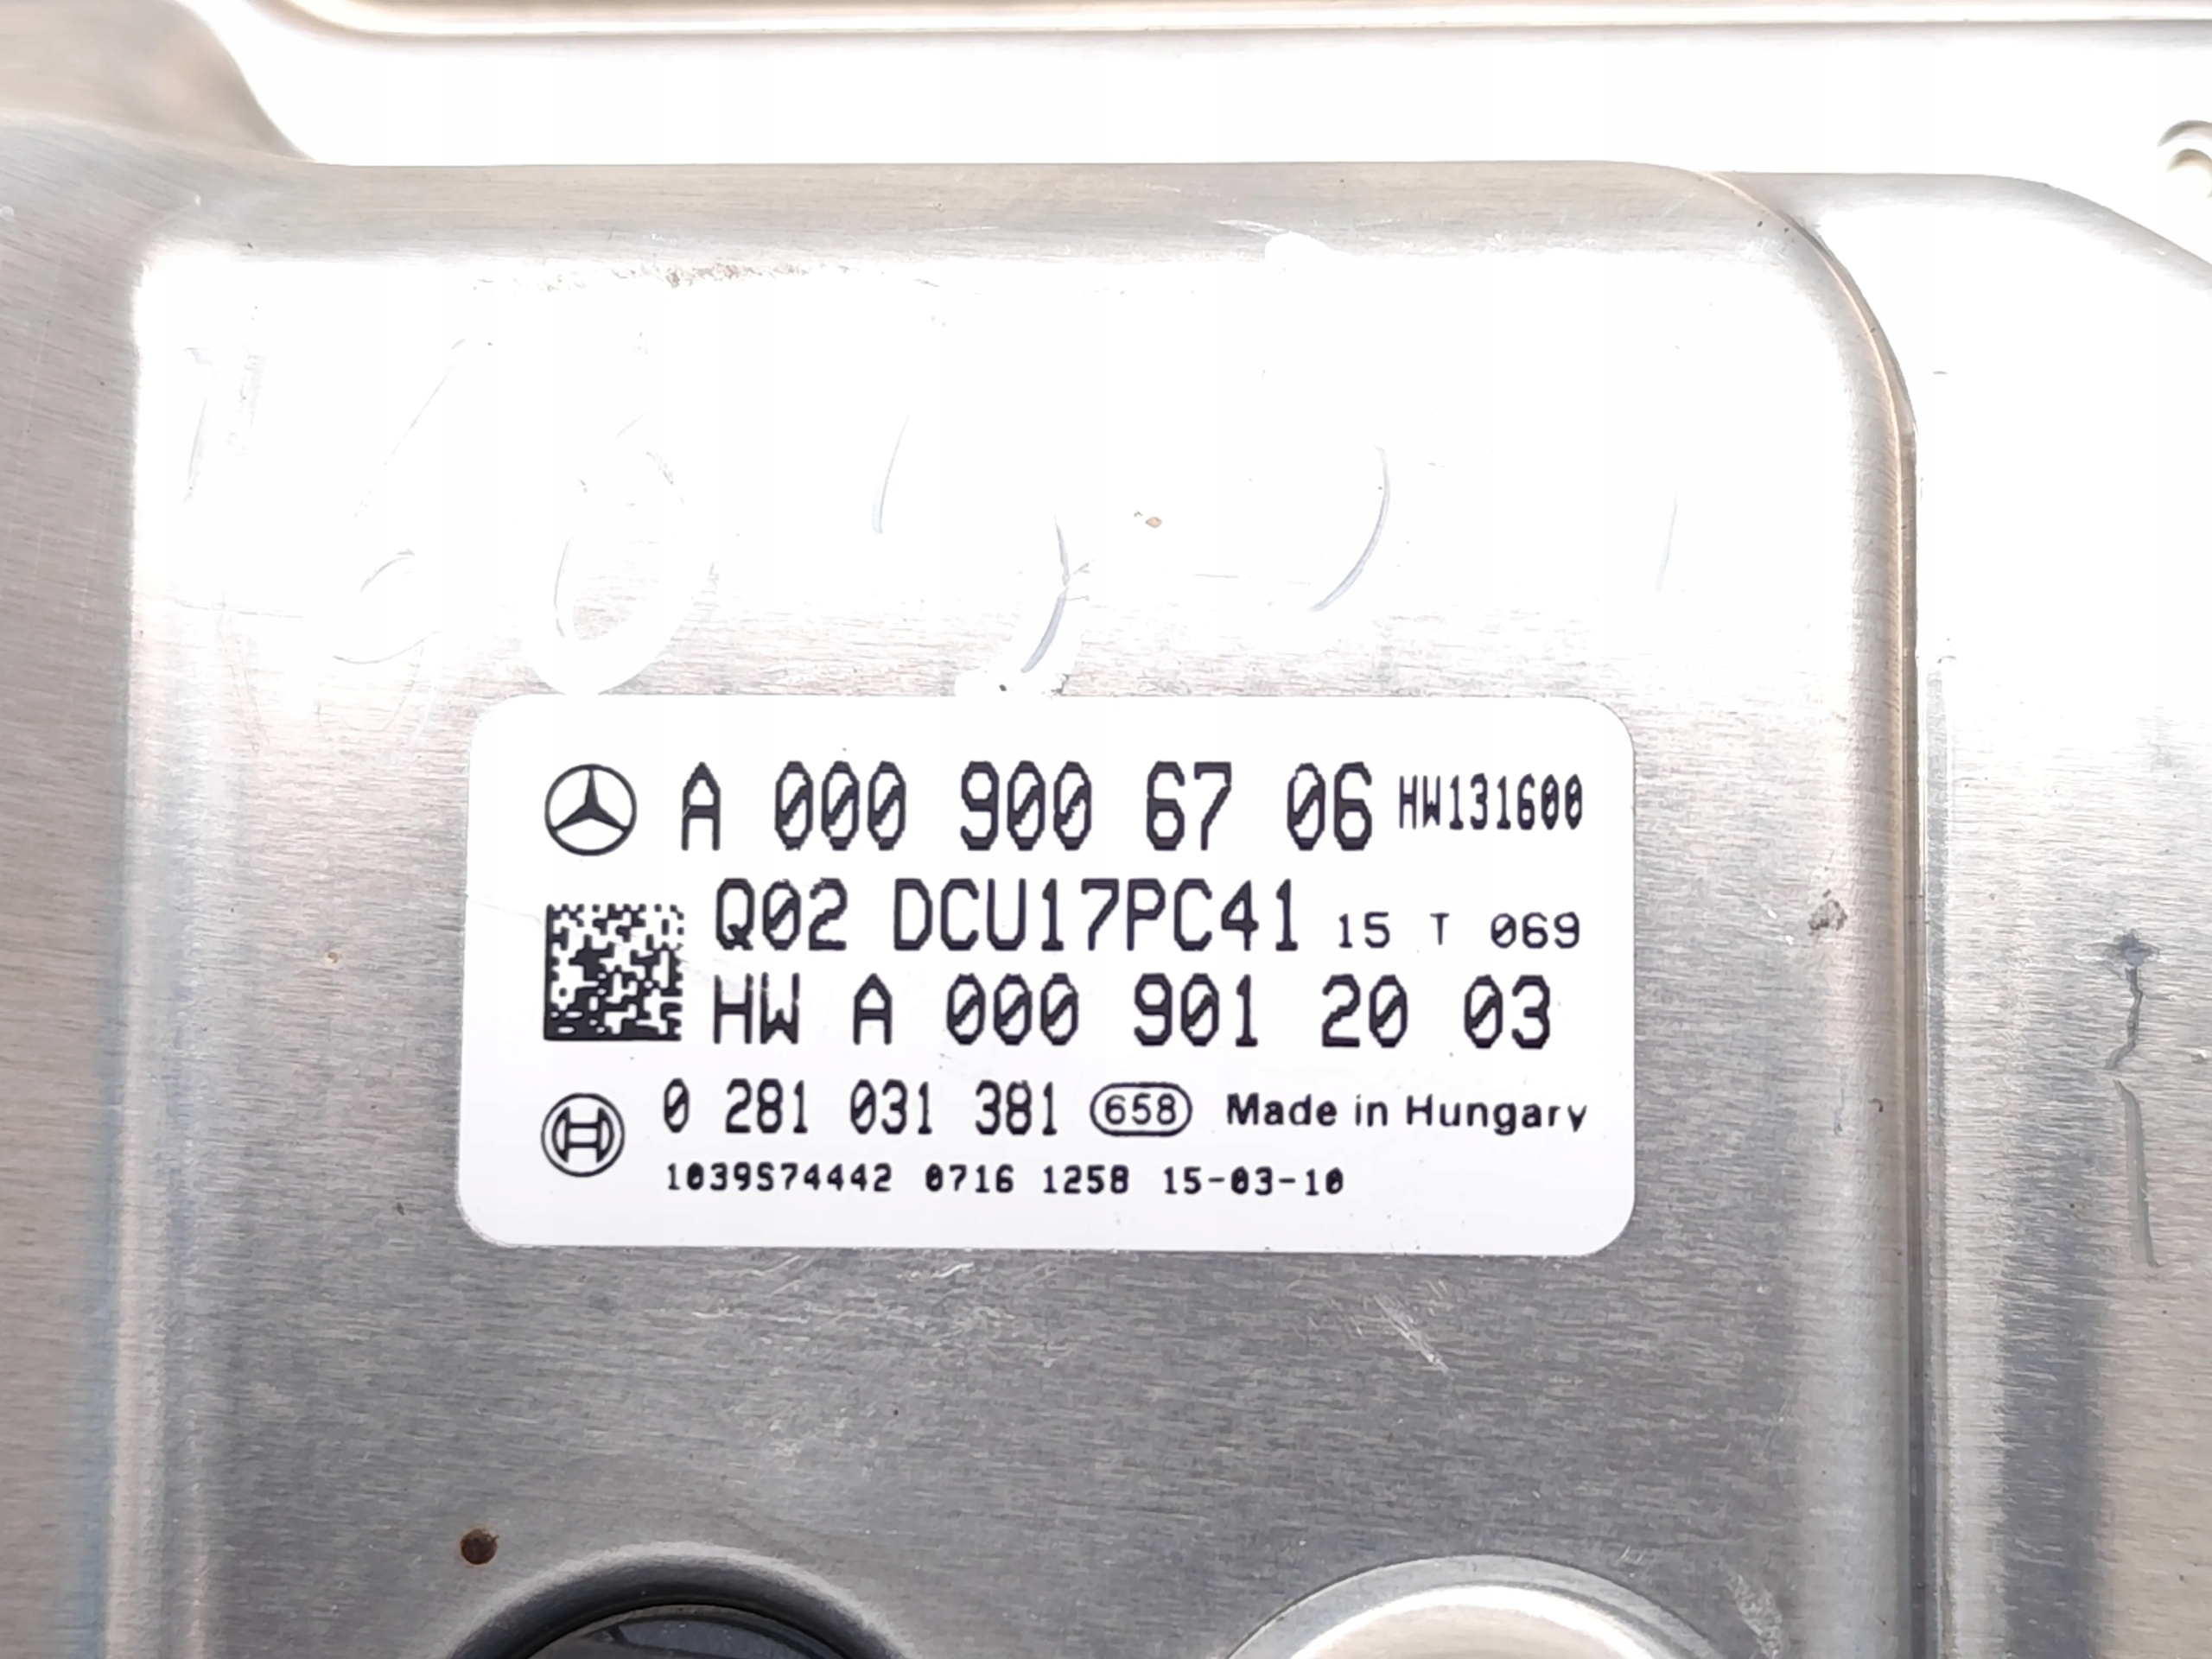 A 000 900 67 06 HW131600
Q02 DCU17PC41 15 T 069
HW A 000 901 20 03
0 281 031 381 658 Made in Hungary
1039S74442 0716 1258 15-03-10